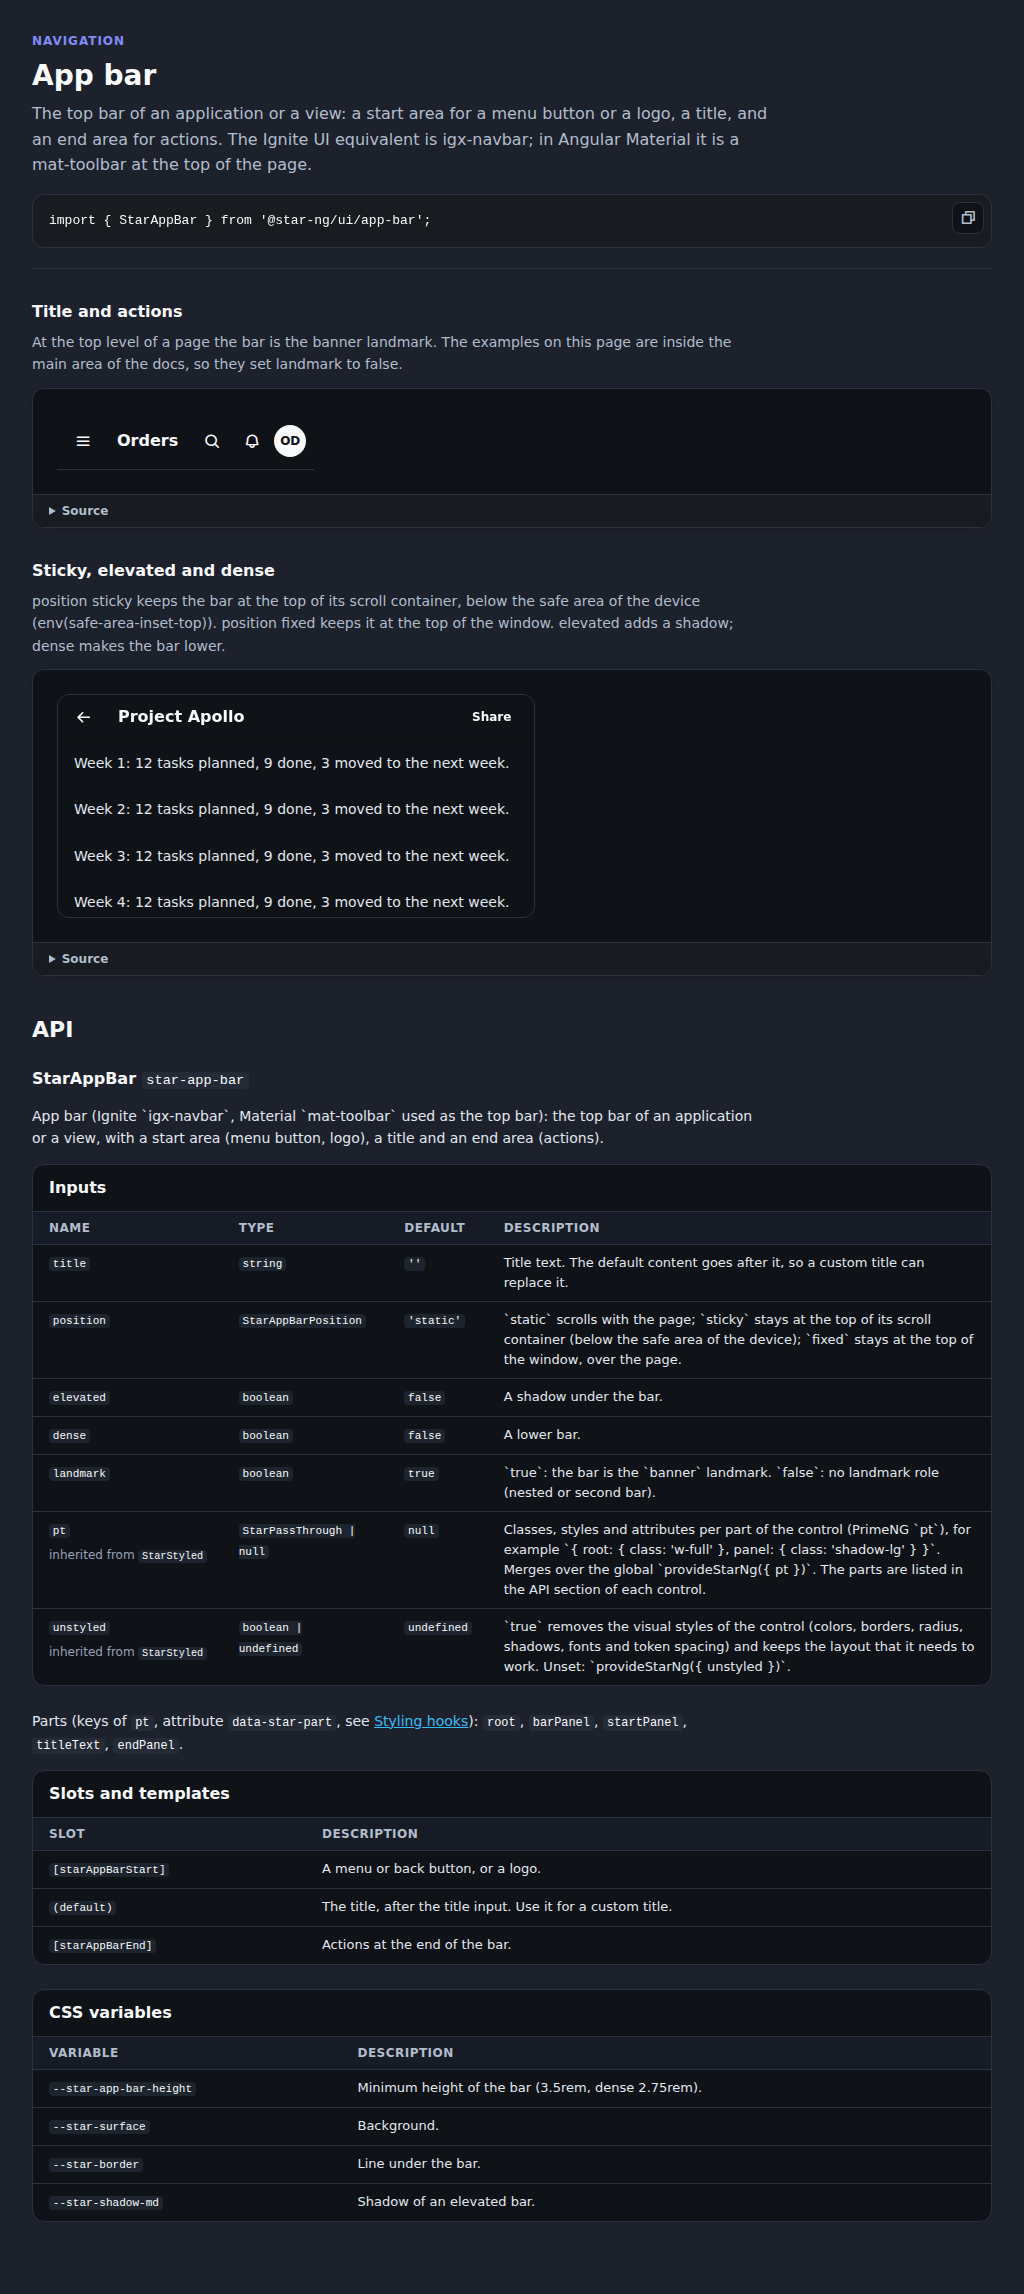 NAVIGATION
App bar
The top bar of an application or a view: a start area for a menu button or a logo, a title, and
an end area for actions. The Ignite UI equivalent is igx-navbar; in Angular Material it is a
mat-toolbar at the top of the page.
import { StarAppBar } from '@star-ng/ui/app-bar';
Title and actions
At the top level of a page the bar is the banner landmark. The examples on this page are inside the
main area of the docs, so they set landmark to false.
Orders OD
Source
Sticky, elevated and dense
position sticky keeps the bar at the top of its scroll container, below the safe area of the device
(env(safe-area-inset-top)). position fixed keeps it at the top of the window. elevated adds a shadow;
dense makes the bar lower.
Project Apollo Share
Week 1: 12 tasks planned, 9 done, 3 moved to the next week.
Week 2: 12 tasks planned, 9 done, 3 moved to the next week.
Week 3: 12 tasks planned, 9 done, 3 moved to the next week.
Week 4: 12 tasks planned, 9 done, 3 moved to the next week.
Source
API
StarAppBar star-app-bar
App bar (Ignite `igx-navbar`, Material `mat-toolbar` used as the top bar): the top bar of an application
or a view, with a start area (menu button, logo), a title and an end area (actions).
Inputs
NAME TYPE DEFAULT DESCRIPTION
title string '' Title text. The default content goes after it, so a custom title can
replace it.
position StarAppBarPosition 'static' `static` scrolls with the page; `sticky` stays at the top of its scroll
container (below the safe area of the device); `fixed` stays at the top of
the window, over the page.
elevated boolean false A shadow under the bar.
dense boolean false A lower bar.
landmark boolean true `true`: the bar is the `banner` landmark. `false`: no landmark role
(nested or second bar).
pt StarPassThrough | null Classes, styles and attributes per part of the control (PrimeNG `pt`), for
inherited from StarStyled null example `{ root: { class: 'w-full' }, panel: { class: 'shadow-lg' } }`.
Merges over the global `provideStarNg({ pt })`. The parts are listed in
the API section of each control.
unstyled boolean | undefined `true` removes the visual styles of the control (colors, borders, radius,
inherited from StarStyled undefined shadows, fonts and token spacing) and keeps the layout that it needs to
work. Unset: `provideStarNg({ unstyled })`.
Parts (keys of pt, attribute data-star-part, see Styling hooks): root, barPanel, startPanel,
titleText, endPanel.
Slots and templates
SLOT DESCRIPTION
[starAppBarStart] A menu or back button, or a logo.
(default) The title, after the title input. Use it for a custom title.
[starAppBarEnd] Actions at the end of the bar.
CSS variables
VARIABLE DESCRIPTION
--star-app-bar-height Minimum height of the bar (3.5rem, dense 2.75rem).
--star-surface Background.
--star-border Line under the bar.
--star-shadow-md Shadow of an elevated bar.